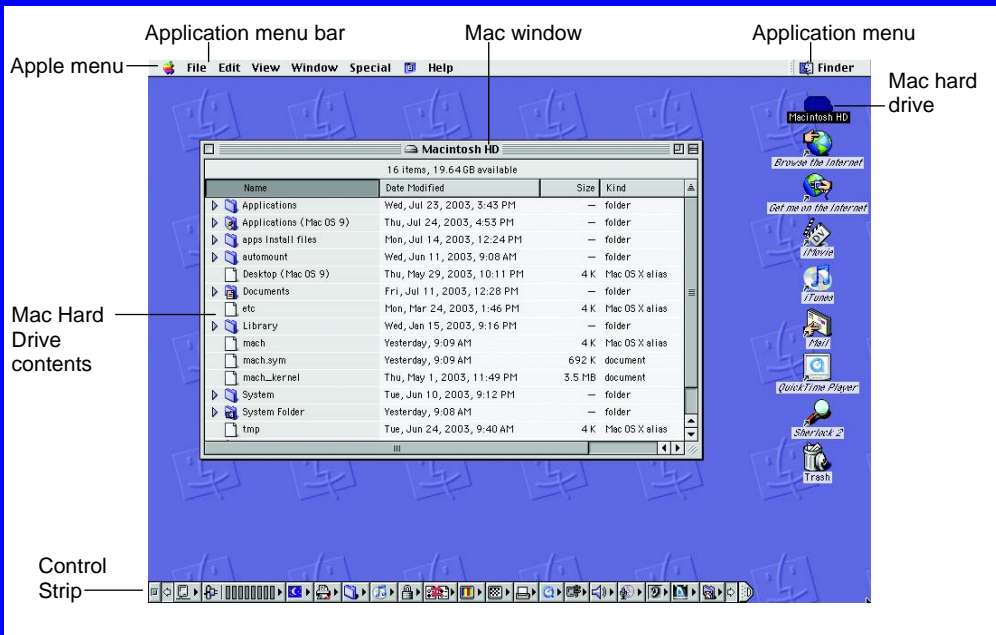 Application menu bar
Mac window
Application menu
Apple menu
File Edit View Window Special Help
Finder
Mac hard
drive
Macintosh HD
Browse the Internet
Get me on the Internet
iMovie
iTunes
Mail
QuickTime Player
Sherlock 2
Trash
Macintosh HD
16 items, 19.64 GB available
Name Date Modified Size Kind
Applications Wed, Jul 23, 2003, 3:43 PM — folder
Applications (Mac OS 9) Thu, Jul 24, 2003, 4:53 PM — folder
apps Install files Mon, Jul 14, 2003, 12:24 PM — folder
automount Wed, Jun 11, 2003, 9:08 AM — folder
Desktop (Mac OS 9) Thu, May 29, 2003, 10:11 PM 4 K Mac OS X alias
Documents Fri, Jul 11, 2003, 12:28 PM — folder
etc Mon, Mar 24, 2003, 1:46 PM 4 K Mac OS X alias
Library Wed, Jan 15, 2003, 9:16 PM — folder
mach Yesterday, 9:09 AM 4 K Mac OS X alias
mach.sym Yesterday, 9:09 AM 692 K document
mach_kernel Thu, May 1, 2003, 11:49 PM 3.5 MB document
System Tue, Jun 10, 2003, 9:12 PM — folder
System Folder Yesterday, 9:08 AM — folder
tmp Tue, Jun 24, 2003, 9:40 AM 4 K Mac OS X alias
Mac Hard
Drive
contents
Control
Strip